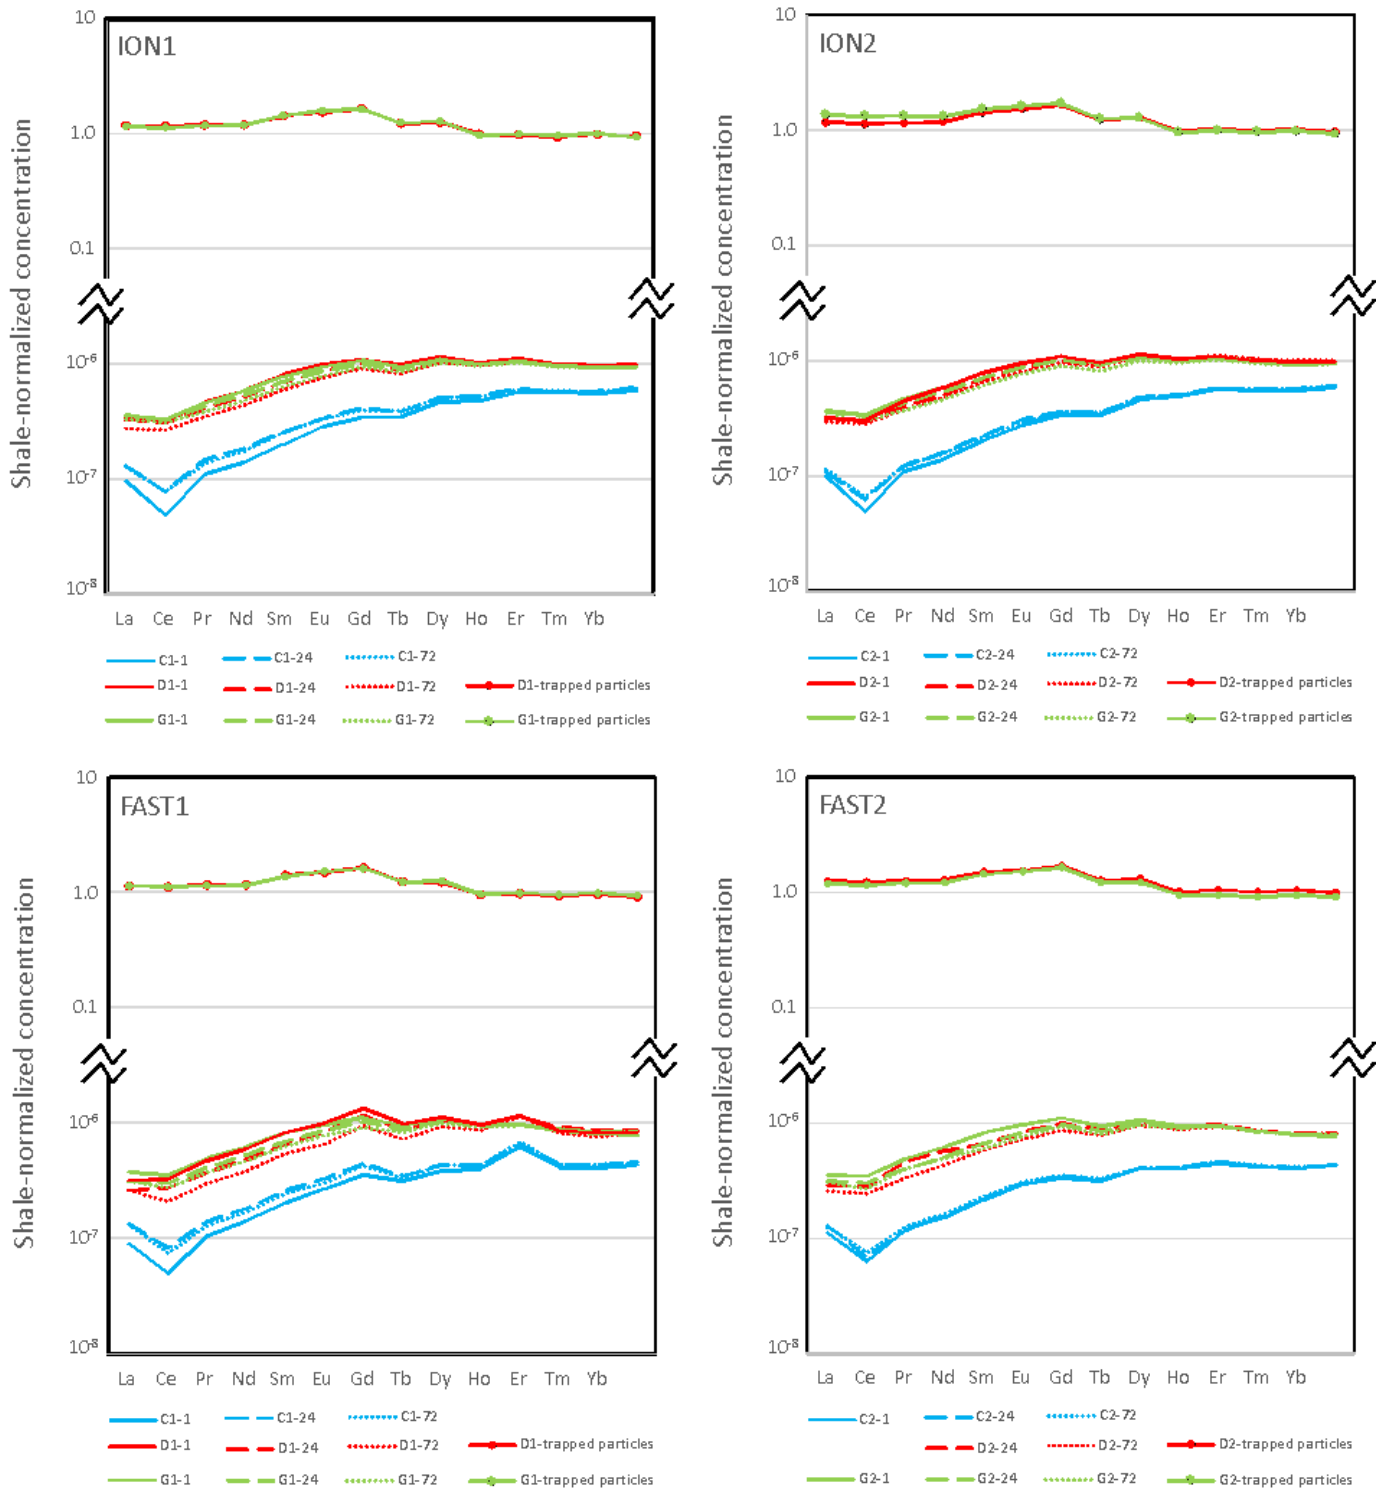 ION1
Shale-normalized concentration
10
1.0
0.1
10-6
10-7
10-8
La Ce Pr Nd Sm Eu Gd Tb Dy Ho Er Tm Yb
C1-1 C1-24 C1-72
D1-1 D1-24 D1-72 D1-trapped particles
G1-1 G1-24 G1-72 G1-trapped particles
ION2
Shale-normalized concentration
10
1.0
0.1
10-6
10-7
10-8
La Ce Pr Nd Sm Eu Gd Tb Dy Ho Er Tm Yb
C2-1 C2-24 C2-72
D2-1 D2-24 D2-72 D2-trapped particles
G2-1 G2-24 G2-72 G2-trapped particles
FAST1
Shale-normalized concentration
10
1.0
0.1
10-6
10-7
10-8
La Ce Pr Nd Sm Eu Gd Tb Dy Ho Er Tm Yb
C1-1 C1-24 C1-72
D1-1 D1-24 D1-72 D1-trapped particles
G1-1 G1-24 G1-72 G1-trapped particles
FAST2
Shale-normalized concentration
10
1.0
0.1
10-6
10-7
10-8
La Ce Pr Nd Sm Eu Gd Tb Dy Ho Er Tm Yb
C2-1 C2-24 C2-72
D2-24 D2-72 D2-trapped particles
G2-1 G2-24 G2-72 G2-trapped particles